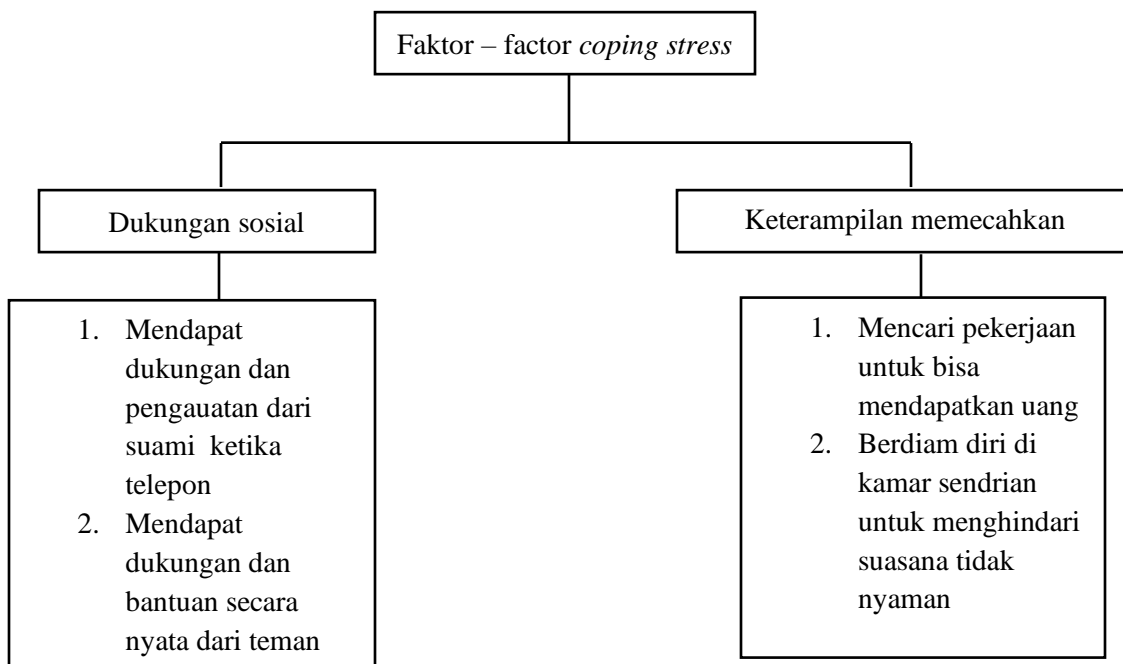 Faktor – factor coping stress
Dukungan sosial
Keterampilan memecahkan
1. Mendapat
dukungan dan
pengauatan dari
suami ketika
telepon
2. Mendapat
dukungan dan
bantuan secara
nyata dari teman
1. Mencari pekerjaan
untuk bisa
mendapatkan uang
2. Berdiam diri di
kamar sendrian
untuk menghindari
suasana tidak
nyaman